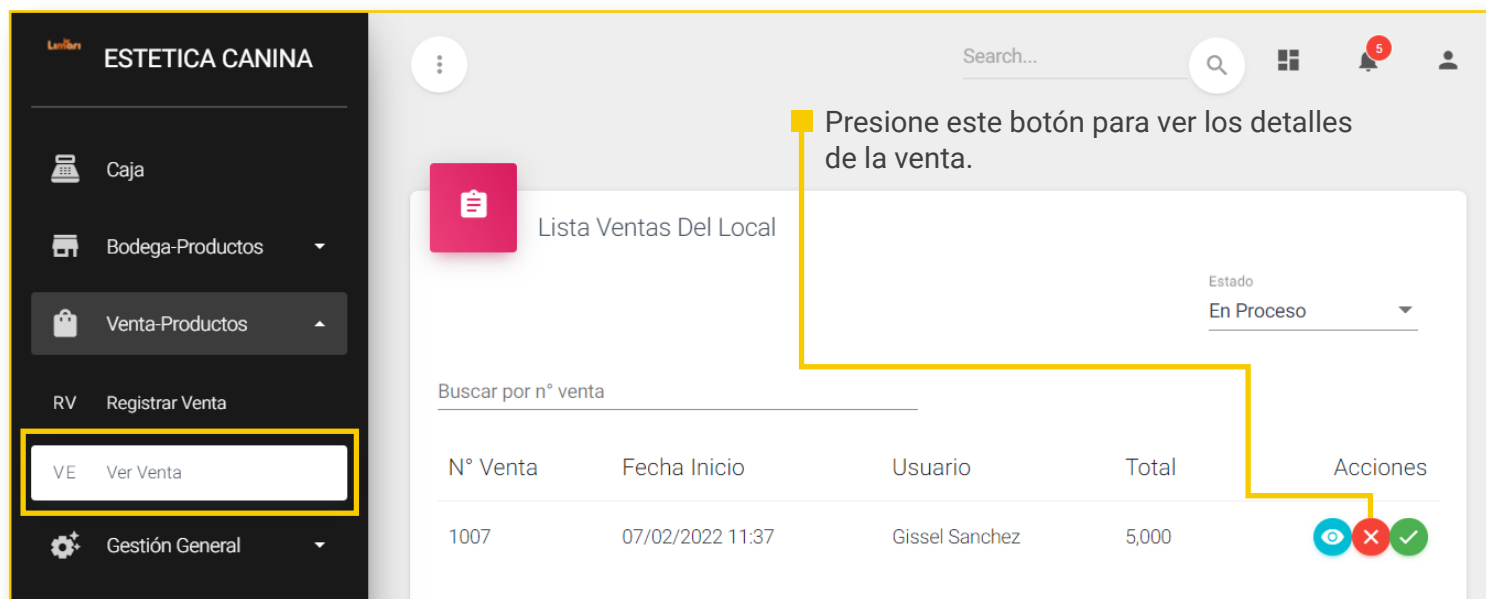 Limbri
ESTETICA CANINA
Search...
5
Presione este botón para ver los detalles
de la venta.
Caja
Bodega-Productos
Venta-Productos
RV Registrar Venta
VE Ver Venta
Gestión General
Lista Ventas Del Local
Estado
En Proceso
Buscar por n° venta
N° Venta Fecha Inicio Usuario Total Acciones
1007 07/02/2022 11:37 Gissel Sanchez 5,000